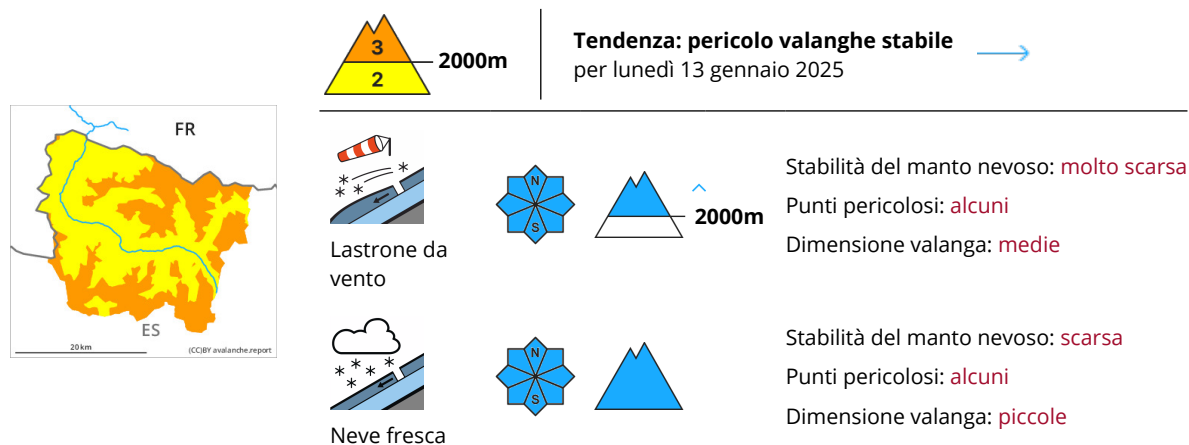 3
2
2000m
Tendenza: pericolo valanghe stabile
per lunedì 13 gennaio 2025
FR
ES
20 km
(CC)BY avalanche.report
Lastrone da
vento
N
S
2000m
Stabilità del manto nevoso: molto scarsa
Punti pericolosi: alcuni
Dimensione valanga: medie
Neve fresca
N
S
Stabilità del manto nevoso: scarsa
Punti pericolosi: alcuni
Dimensione valanga: piccole